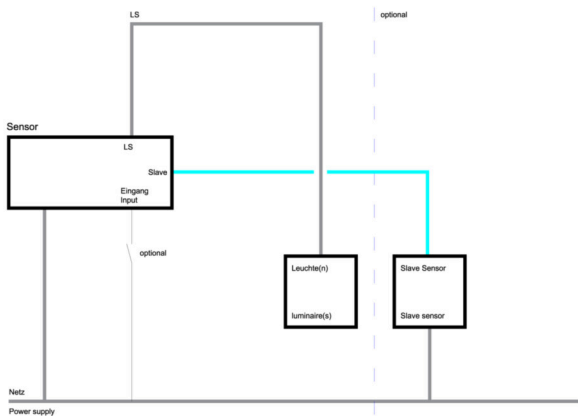 LS
optional
Sensor
LS
Slave
Eingang
Input
optional
Leuchte(n)
luminaire(s)
Slave Sensor
Slave sensor
Netz
Power supply